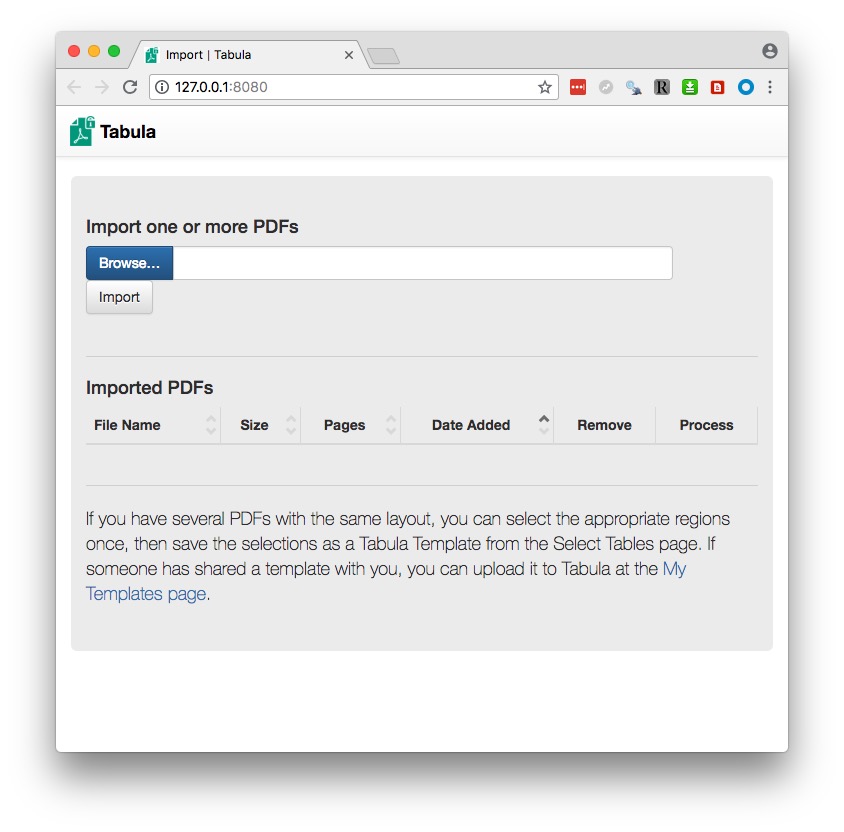 Import | Tabula
127.0.0.1:8080
R
Tabula
Import one or more PDFs
Browse...
Import
Imported PDFs
File Name Size Pages Date Added Remove Process
If you have several PDFs with the same layout, you can select the appropriate regions
once, then save the selections as a Tabula Template from the Select Tables page. If
someone has shared a template with you, you can upload it to Tabula at the My
Templates page.